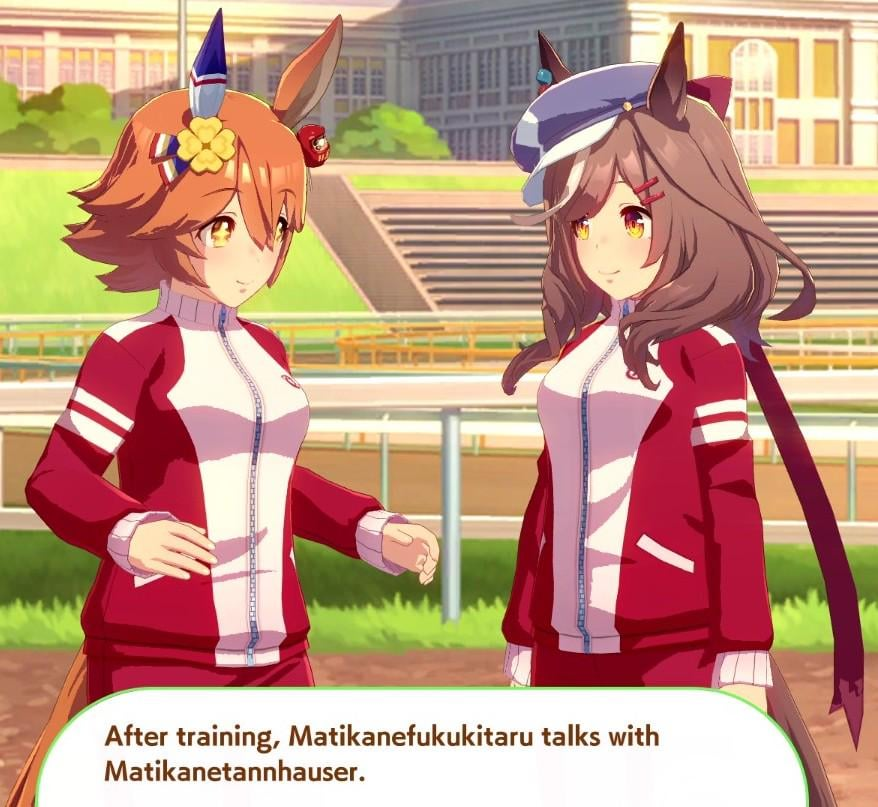 After training, Matikanefukukitaru talks with
Matikanetannhauser.